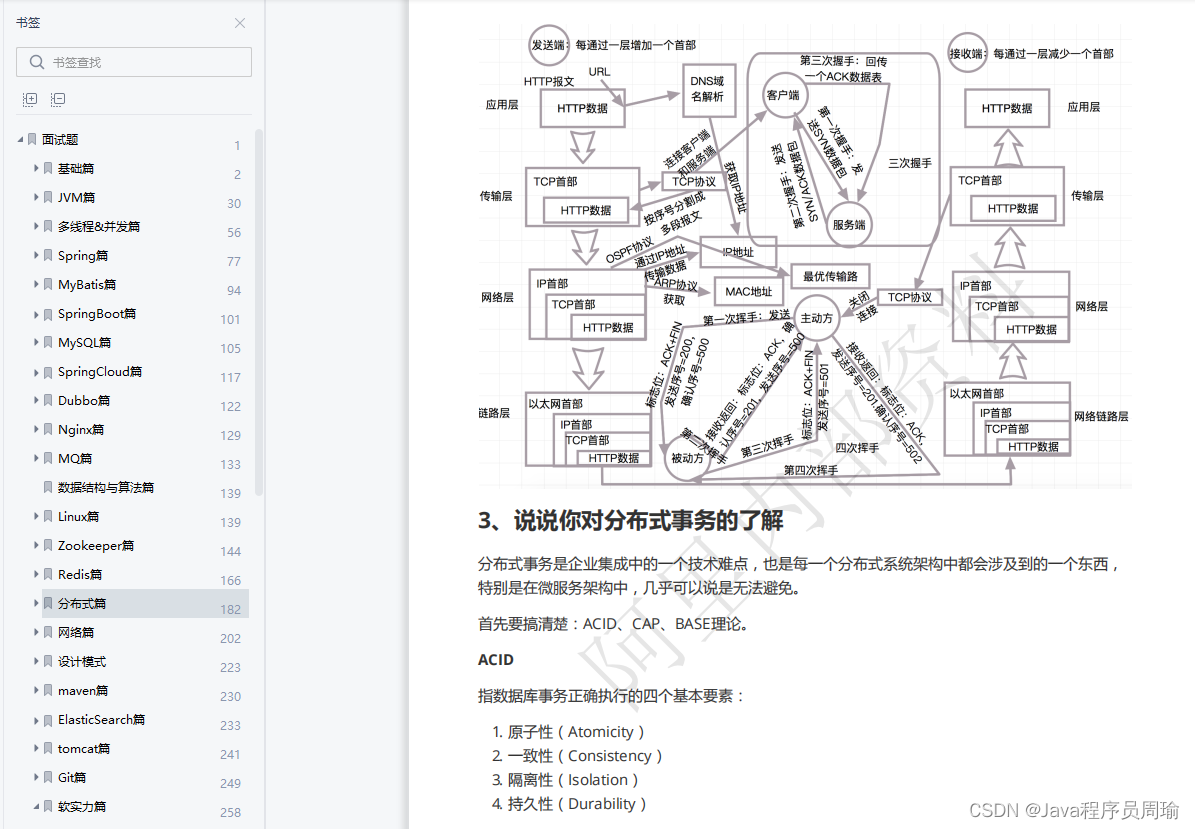 书签
书签查找
面试题 1
基础篇 2
JVM篇 30
多线程&并发篇 56
Spring篇 77
MyBatis篇 94
SpringBoot篇 101
MySQL篇 105
SpringCloud篇 117
Dubbo篇 122
Nginx篇 129
MQ篇 133
数据结构与算法篇 139
Linux篇 139
Zookeeper篇 144
Redis篇 166
分布式篇 182
网络篇 202
设计模式 223
maven篇 230
ElasticSearch篇 233
tomcat篇 241
Git篇 249
软实力篇 258
发送端：每通过一层增加一个首部
接收端：每通过一层减少一个首部
HTTP报文
URL
应用层
HTTP数据
DNS域
名解析
第三次握手：回传
一个ACK数据表
客户端
第一次握手：发
送SYN数据包
第二次握手：发送
SYN/ACK数据包
三次握手
服务端
HTTP数据
应用层
连接客户端
和服务端
获取IP地址
传输层
TCP首部
HTTP数据
TCP协议
按序号分割成
多段报文
TCP首部
HTTP数据
传输层
OSPF协议
通过IP地址
传输数据
IP地址
ARP协议
获取
MAC地址
最优传输路
网络层
IP首部
TCP首部
HTTP数据
主动方
关闭
连接
TCP协议
IP首部
TCP首部
HTTP数据
网络层
第一次挥手：发送
标志位：ACK+FIN
发送序号=200，
确认序号=500
第二次挥手
接收返回：标志位：ACK，确
认序号=201，发送序号=500
标志位：ACK+FIN
发送序号=501
第三次挥手
接收返回：标志位：ACK，
发送序号=201,确认序号=502
四次挥手
第四次挥手
被动方
链路层
以太网首部
IP首部
TCP首部
HTTP数据
以太网首部
IP首部
TCP首部
HTTP数据
网络链路层
3、说说你对分布式事务的了解
分布式事务是企业集成中的一个技术难点，也是每一个分布式系统架构中都会涉及到的一个东西，
特别是在微服务架构中，几乎可以说是无法避免。
首先要搞清楚：ACID、CAP、BASE理论。
ACID
指数据库事务正确执行的四个基本要素：
1. 原子性（Atomicity）
2. 一致性（Consistency）
3. 隔离性（Isolation）
4. 持久性（Durability）
阿里内部资料
CSDN @Java程序员周瑜